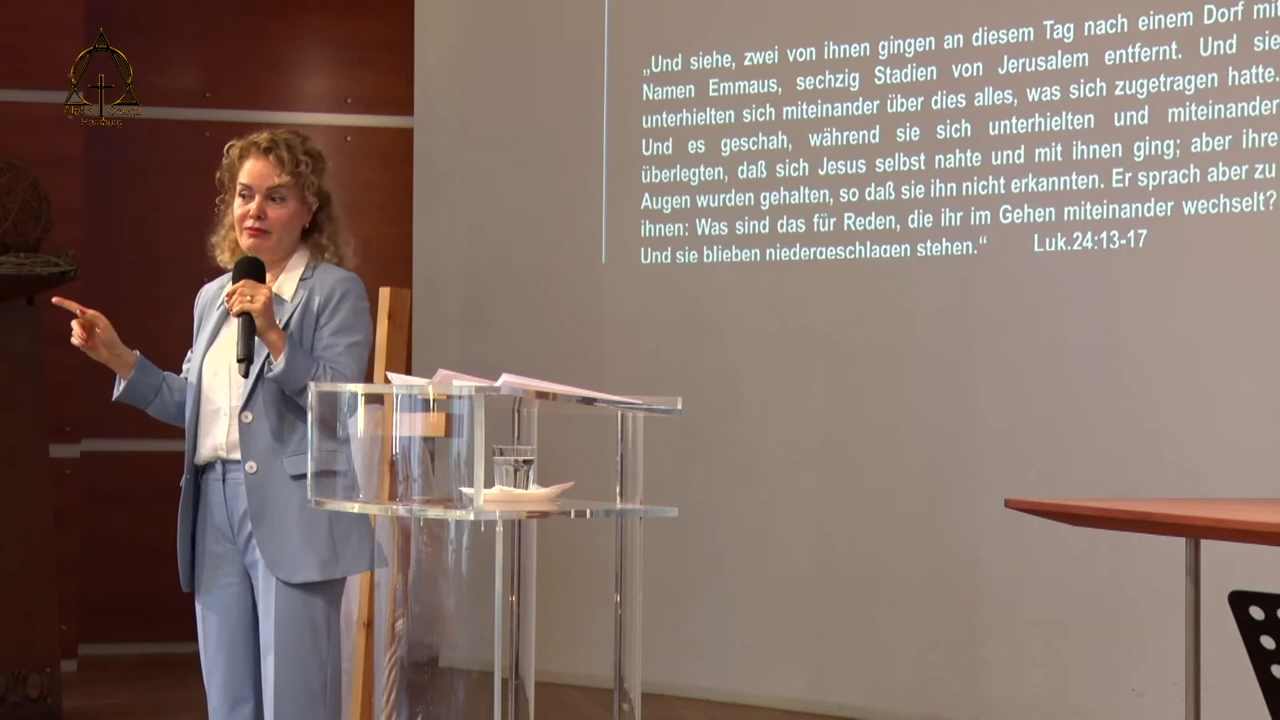 „Und siehe, zwei von ihnen gingen an diesem Tag nach einem Dorf mit
Namen Emmaus, sechzig Stadien von Jerusalem entfernt. Und sie
unterhielten sich miteinander über dies alles, was sich zugetragen hatte.
Und es geschah, während sie sich unterhielten und miteinander
überlegten, daß sich Jesus selbst nahte und mit ihnen ging; aber ihre
Augen wurden gehalten, so daß sie ihn nicht erkannten. Er sprach aber zu
ihnen: Was sind das für Reden, die ihr im Gehen miteinander wechselt?
Und sie blieben niedergeschlagen stehen.“ Luk.24:13-17
Hamburg